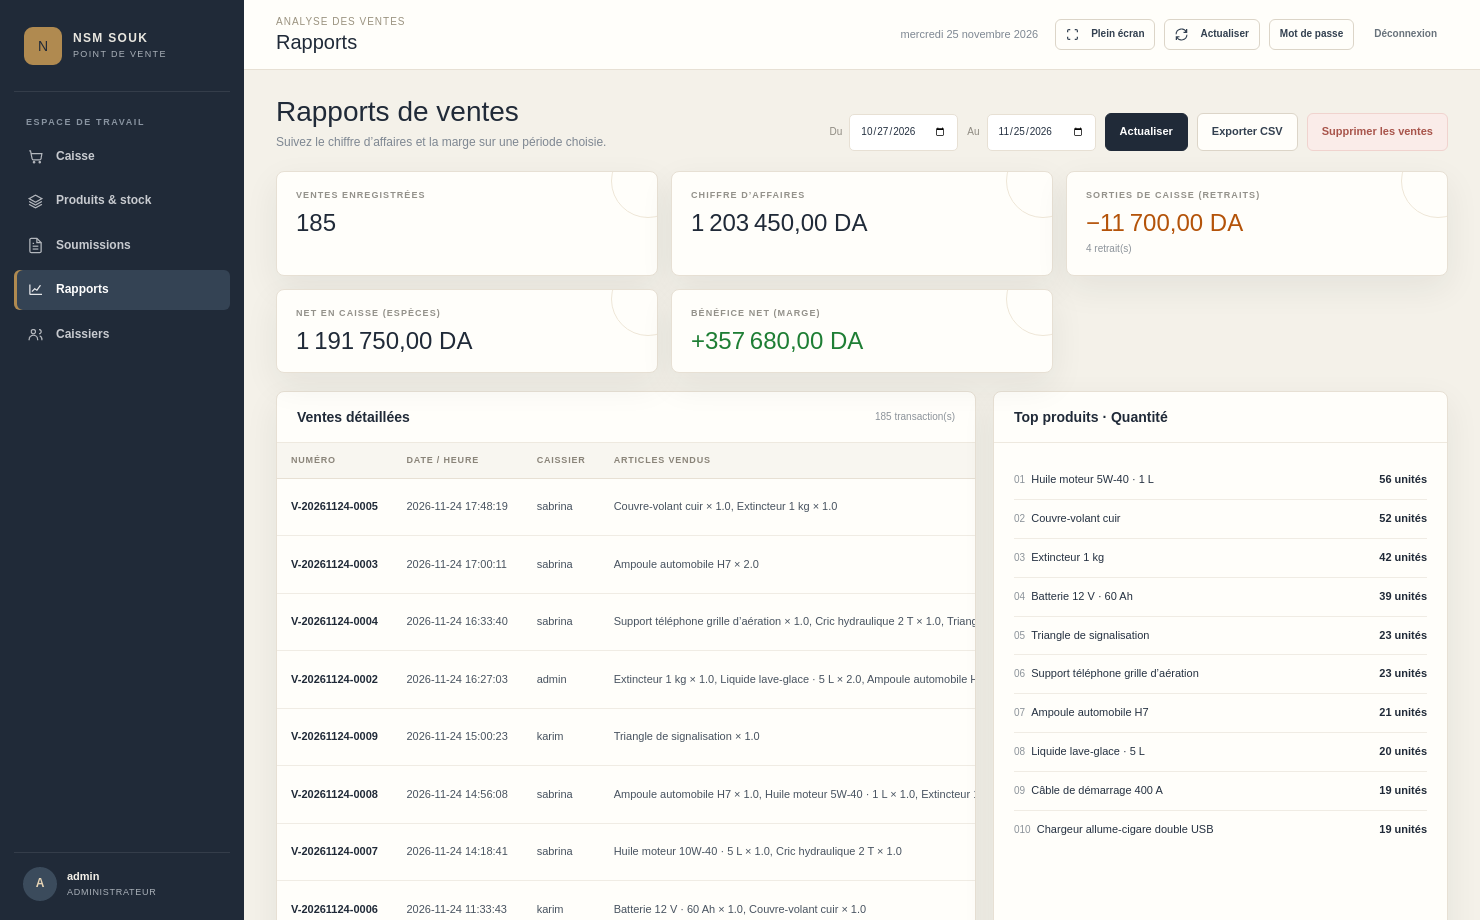 N
NSM SOUK
POINT DE VENTE
ESPACE DE TRAVAIL
Caisse
Produits & stock
Soumissions
Rapports
Caissiers
A
admin
ADMINISTRATEUR
ANALYSE DES VENTES
Rapports
mercredi 25 novembre 2026
Plein écran
Actualiser
Mot de passe
Déconnexion
Rapports de ventes
Suivez le chiffre d’affaires et la marge sur une période choisie.
Du 10/27/2026 Au 11/25/2026 Actualiser Exporter CSV Supprimer les ventes
VENTES ENREGISTRÉES
185
CHIFFRE D’AFFAIRES
1 203 450,00 DA
SORTIES DE CAISSE (RETRAITS)
−11 700,00 DA
4 retrait(s)
NET EN CAISSE (ESPÈCES)
1 191 750,00 DA
BÉNÉFICE NET (MARGE)
+357 680,00 DA
Ventes détaillées
185 transaction(s)
NUMÉRO DATE / HEURE CAISSIER ARTICLES VENDUS
V-20261124-0005 2026-11-24 17:48:19 sabrina Couvre-volant cuir × 1.0, Extincteur 1 kg × 1.0
V-20261124-0003 2026-11-24 17:00:11 sabrina Ampoule automobile H7 × 2.0
V-20261124-0004 2026-11-24 16:33:40 sabrina Support téléphone grille d’aération × 1.0, Cric hydraulique 2 T × 1.0, Triang
V-20261124-0002 2026-11-24 16:27:03 admin Extincteur 1 kg × 1.0, Liquide lave-glace · 5 L × 2.0, Ampoule automobile H
V-20261124-0009 2026-11-24 15:00:23 karim Triangle de signalisation × 1.0
V-20261124-0008 2026-11-24 14:56:08 sabrina Ampoule automobile H7 × 1.0, Huile moteur 5W-40 · 1 L × 1.0, Extincteur 1
V-20261124-0007 2026-11-24 14:18:41 sabrina Huile moteur 10W-40 · 5 L × 1.0, Cric hydraulique 2 T × 1.0
V-20261124-0006 2026-11-24 11:33:43 karim Batterie 12 V · 60 Ah × 1.0, Couvre-volant cuir × 1.0
Top produits · Quantité
01 Huile moteur 5W-40 · 1 L 56 unités
02 Couvre-volant cuir 52 unités
03 Extincteur 1 kg 42 unités
04 Batterie 12 V · 60 Ah 39 unités
05 Triangle de signalisation 23 unités
06 Support téléphone grille d’aération 23 unités
07 Ampoule automobile H7 21 unités
08 Liquide lave-glace · 5 L 20 unités
09 Câble de démarrage 400 A 19 unités
010 Chargeur allume-cigare double USB 19 unités